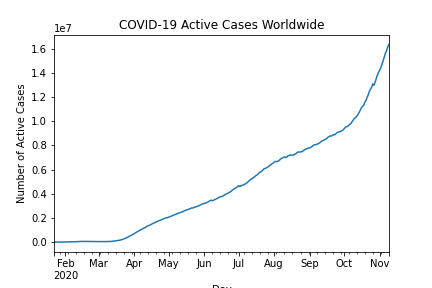 COVID-19 Active Cases Worldwide
1e7
1.6
1.4
1.2
1.0
0.8
0.6
0.4
0.2
0.0
Number of Active Cases
Feb Mar Apr May Jun Jul Aug Sep Oct Nov
2020